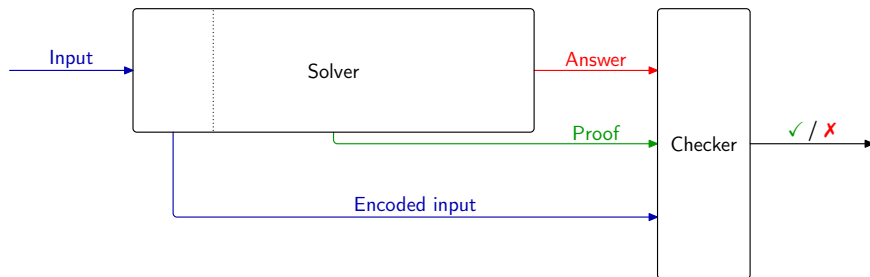 Input
Solver
Answer
Proof
Checker
✓ / ✗
Encoded input